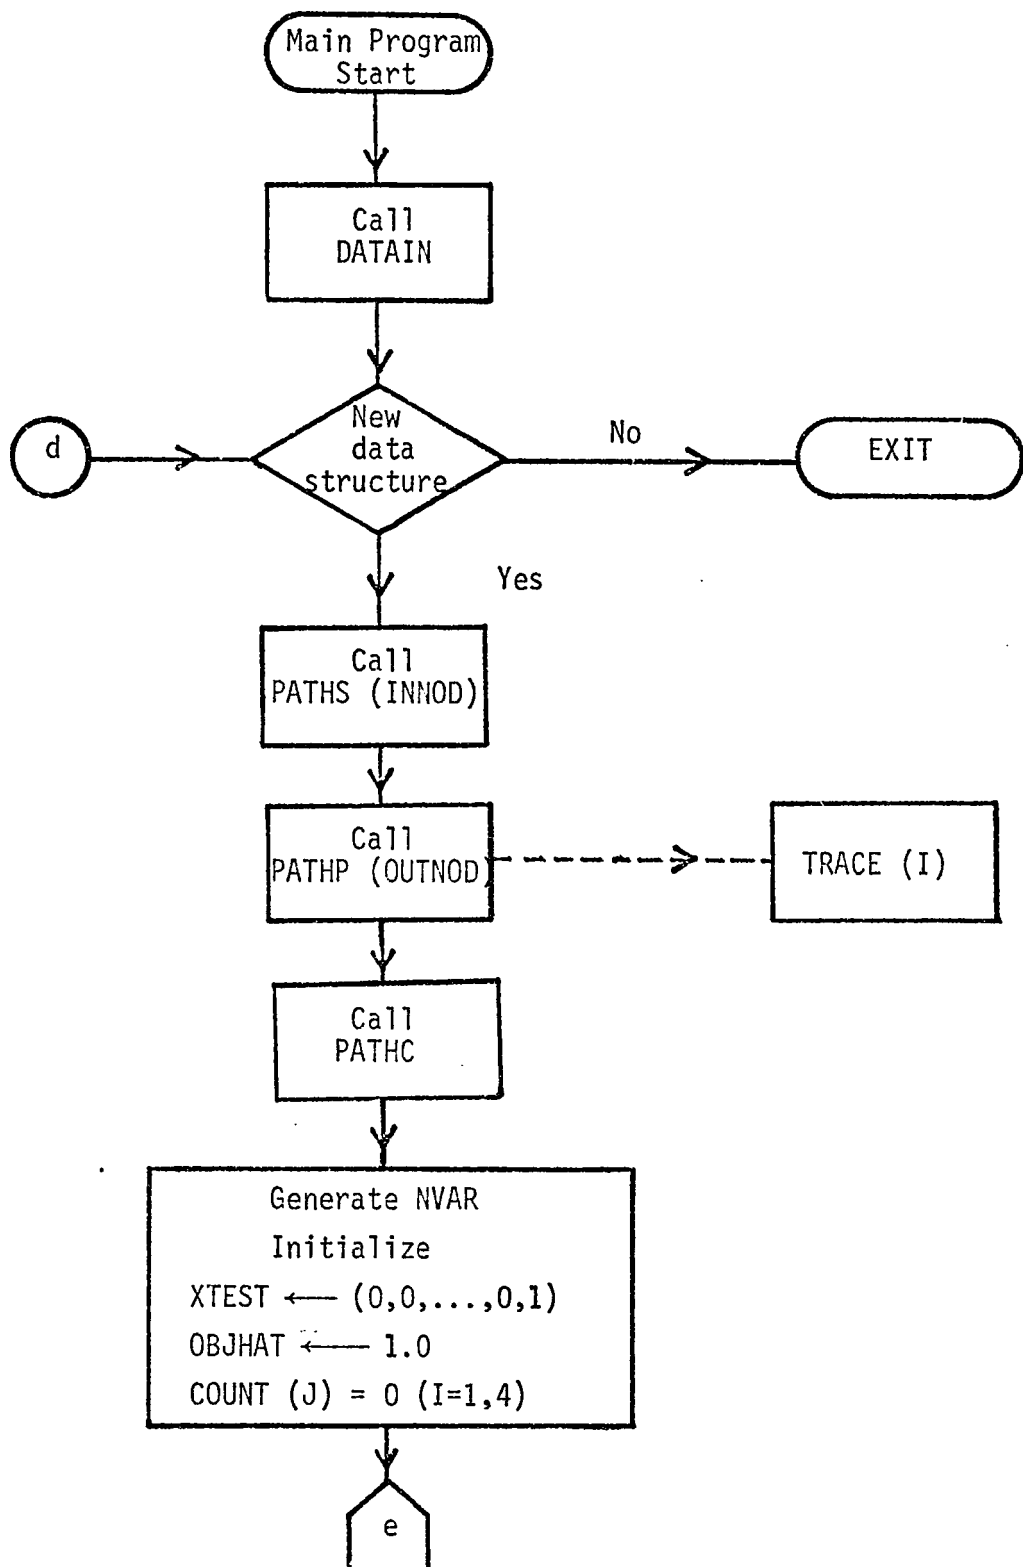 Main Program
Start
Call
DATAIN
d
New
data
structure
No
EXIT
Yes
Call
PATHS (INNOD)
Call
PATHP (OUTNOD)
TRACE (I)
Call
PATHC
Generate NVAR
Initialize
XTEST ← (0,0,...,0,1)
OBJHAT ← 1.0
COUNT (J) = 0 (I=1,4)
e